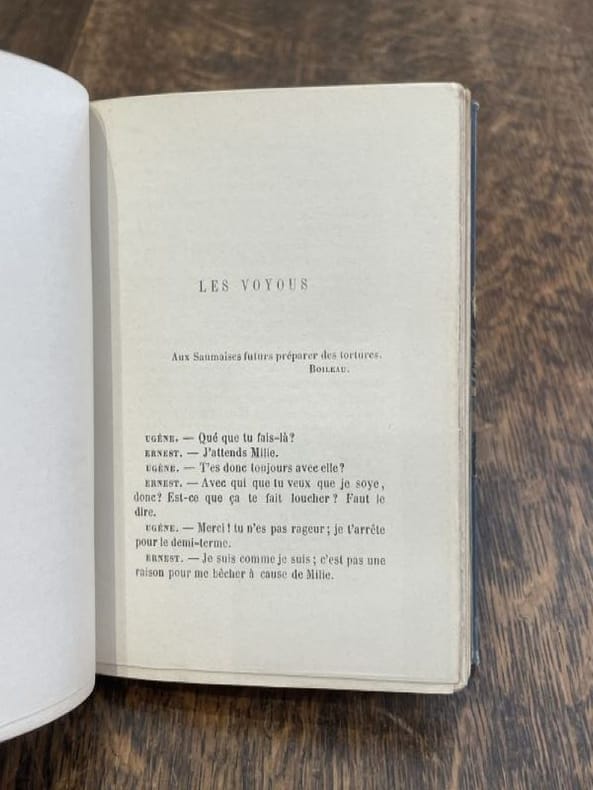 LES VOYOUS
Aux Saumaises futurs préparer des tortures.
BOILEAU.
UGÈNE. — Qué que tu fais-là?
ERNEST. — J'attends Milie.
UGÈNE. — T'es donc toujours avec elle?
ERNEST. — Avec qui que tu veux que je soye,
donc? Est-ce que ça te fait loucher? Faut le
dire.
UGÈNE. — Merci! tu n'es pas rageur; je t'arrête
pour le demi-terme.
ERNEST. — Je suis comme je suis; c'est pas une
raison pour me bêcher à cause de Milie.